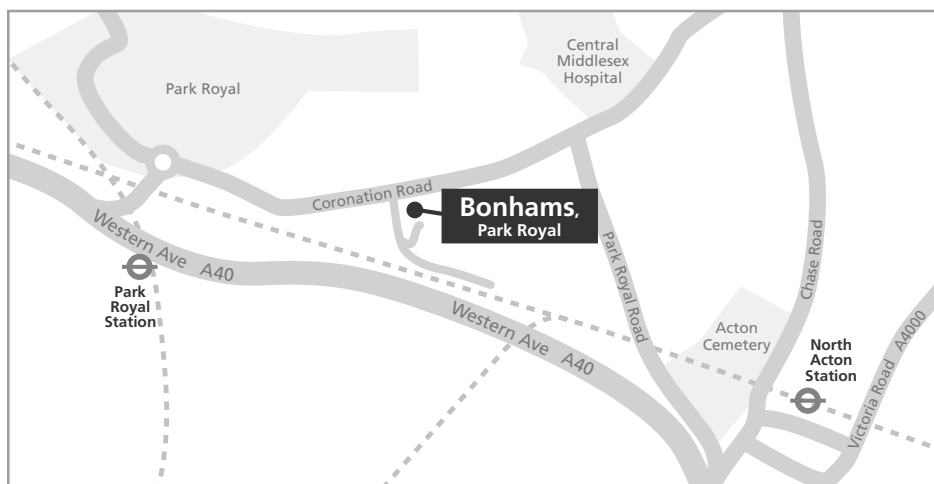 Central
Middlesex
Hospital
Park Royal
Coronation Road
Bonhams,
Park Royal
Western Ave A40
Park
Royal
Station
Park Royal Road
Chase Road
Western Ave A40
Acton
Cemetery
North
Acton
Station
Victoria Road A4000